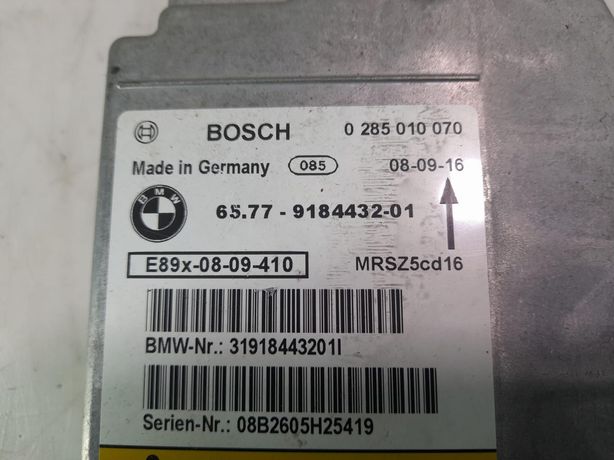 BOSCH 0 285 010 070
Made in Germany 085 08-09-16
BMW 65.77 - 9184432-01
E89x-08-09-410 MRSZ5cd16
BMW-Nr.: 31918443201I
Serien-Nr.: 08B2605H25419